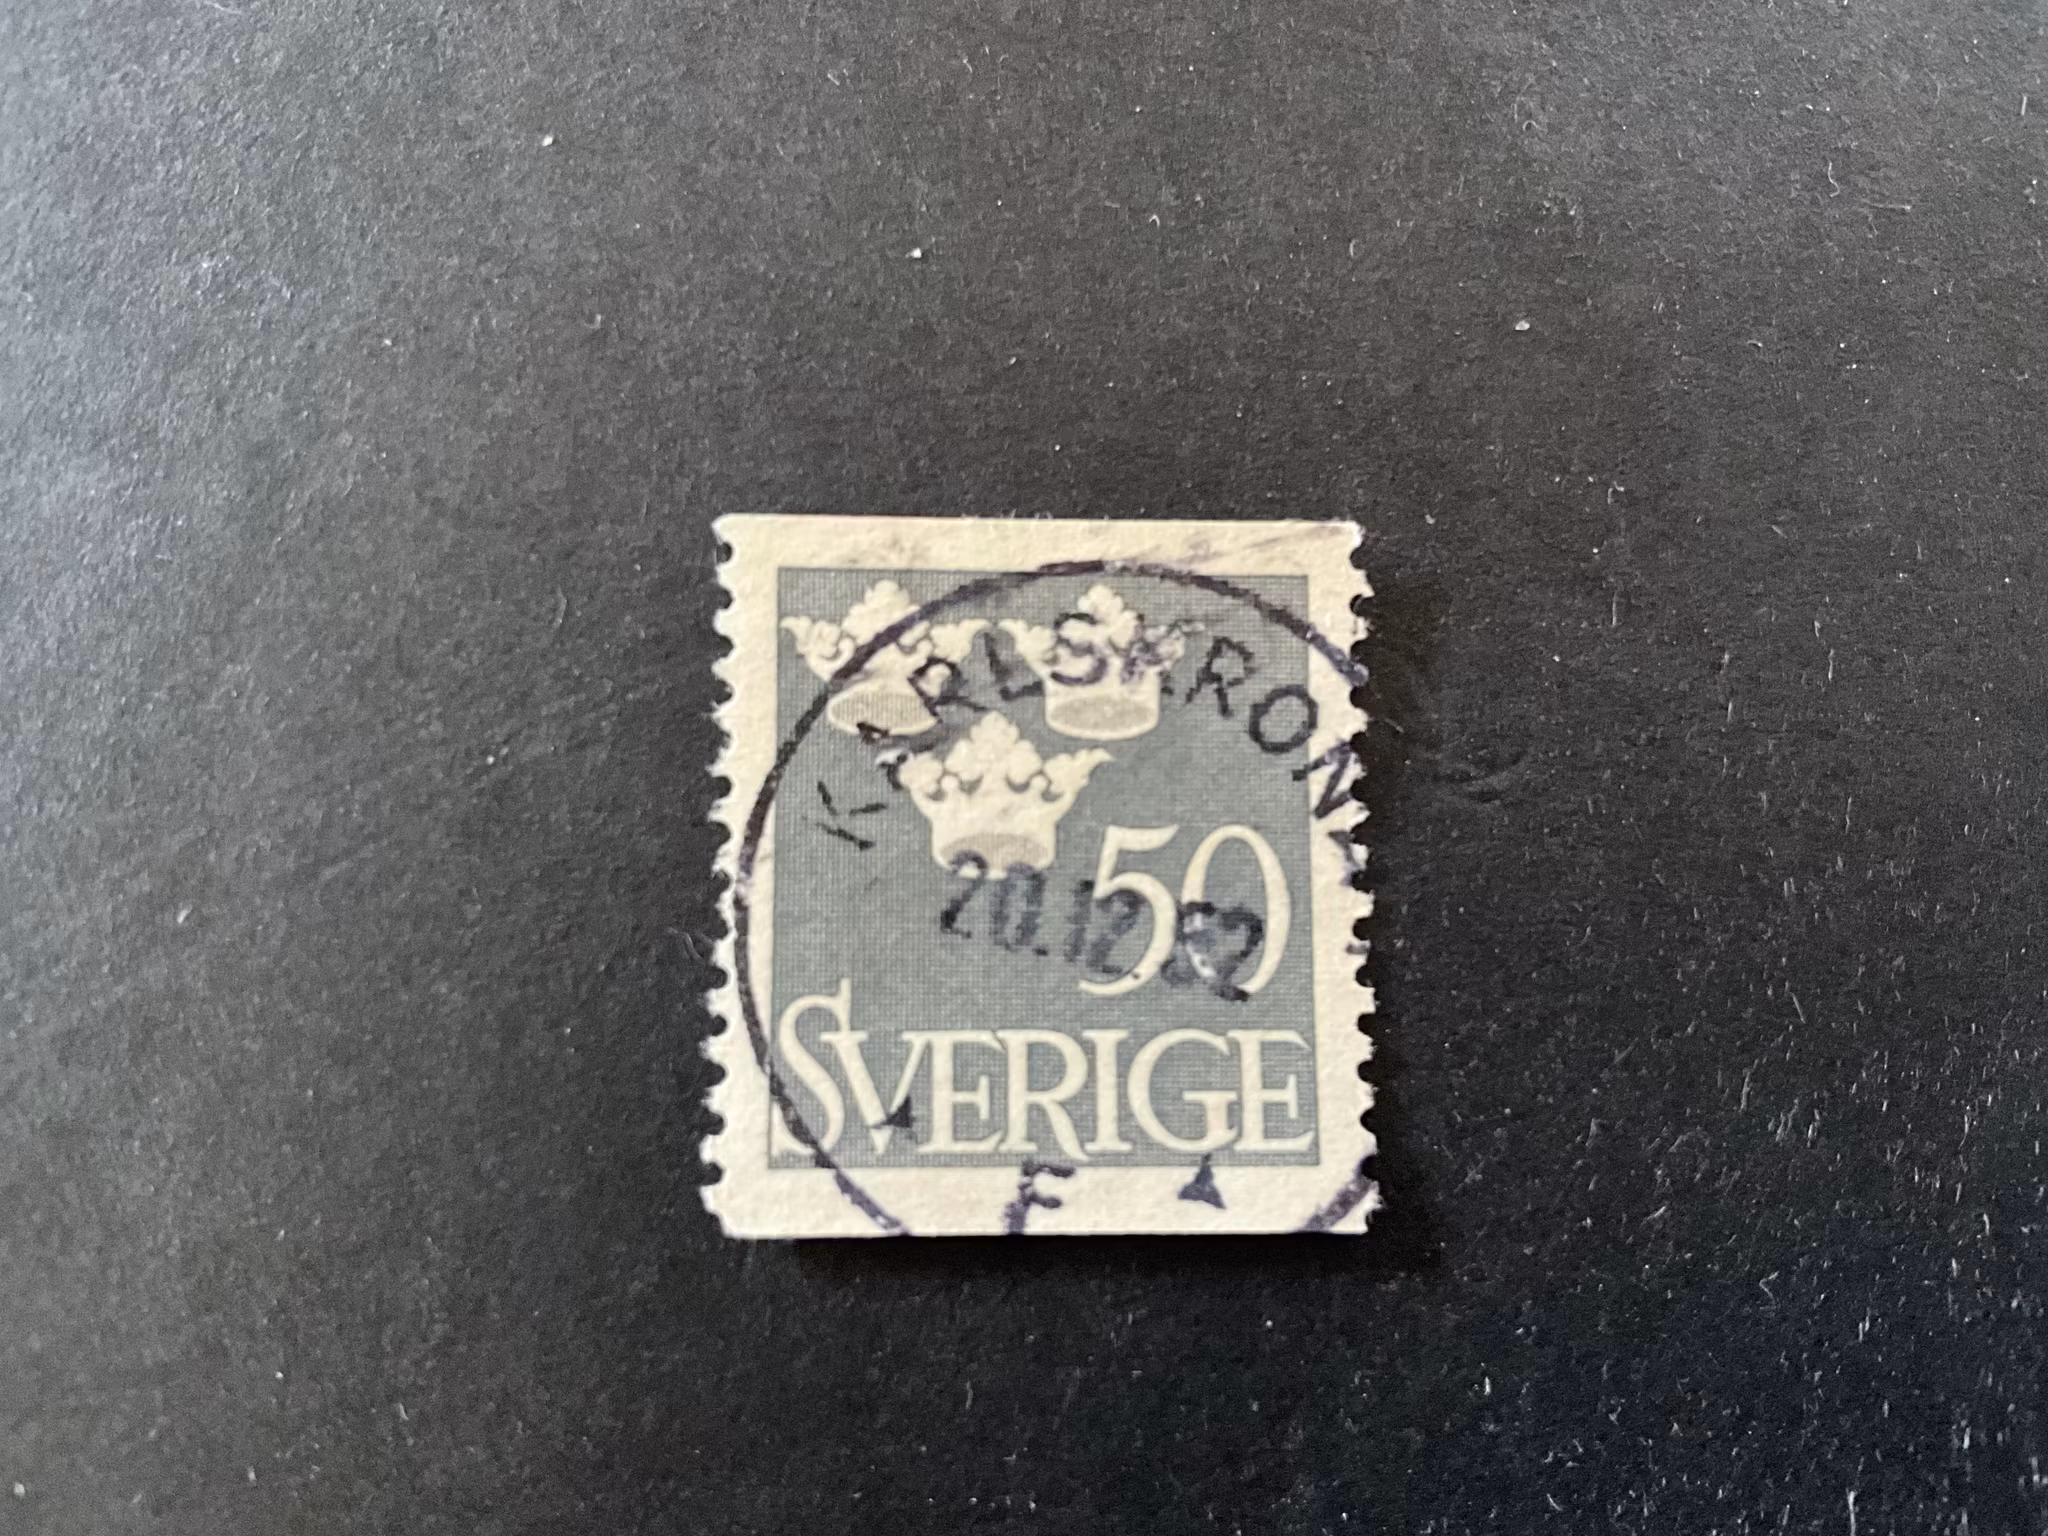 KARLSKRONA
50
20.12.52
SVERIGE
F